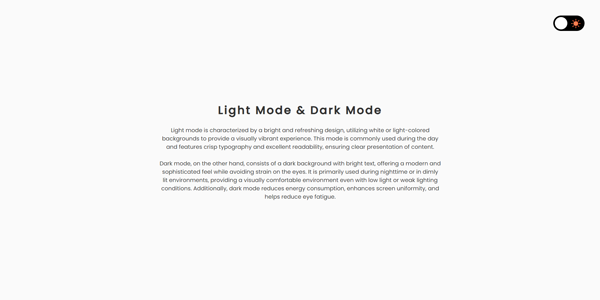 Light Mode & Dark Mode
Light mode is characterized by a bright and refreshing design, utilizing white or light-colored
backgrounds to provide a visually vibrant experience. This mode is commonly used during the day
and features crisp typography and excellent readability, ensuring clear presentation of content.
Dark mode, on the other hand, consists of a dark background with bright text, offering a modern and
sophisticated feel while avoiding strain on the eyes. It is primarily used during nighttime or in dimly
lit environments, providing a visually comfortable environment even with low light or weak lighting
conditions. Additionally, dark mode reduces energy consumption, enhances screen uniformity, and
helps reduce eye fatigue.